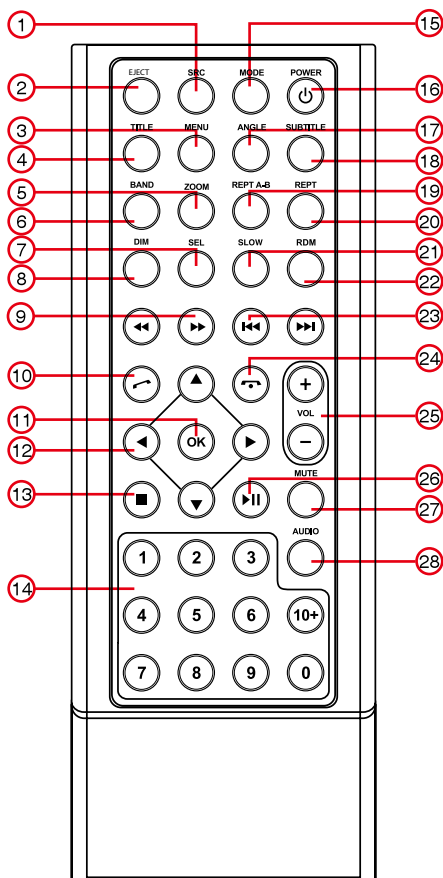 1 15
EJECT SRC MODE POWER
2 16
3 17
TITLE MENU ANGLE SUBTITLE
4 18
5 19
BAND ZOOM REPT A-B REPT
6 20
7 21
DIM SEL SLOW RDM
8 22
9 23
10 24
+
11 VOL 25
12 OK
−
13 26
MUTE
27
AUDIO
1 2 3
28
14
4 5 6 10+
7 8 9 0